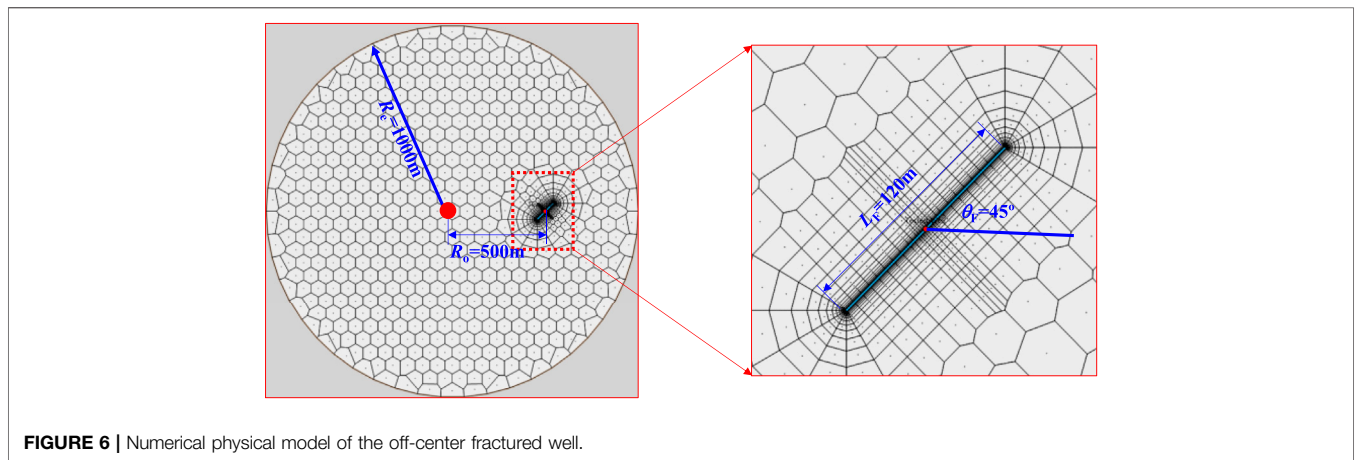 Re=1000m
Ro=500m
LF=120m
θF=45°
FIGURE 6 | Numerical physical model of the off-center fractured well.